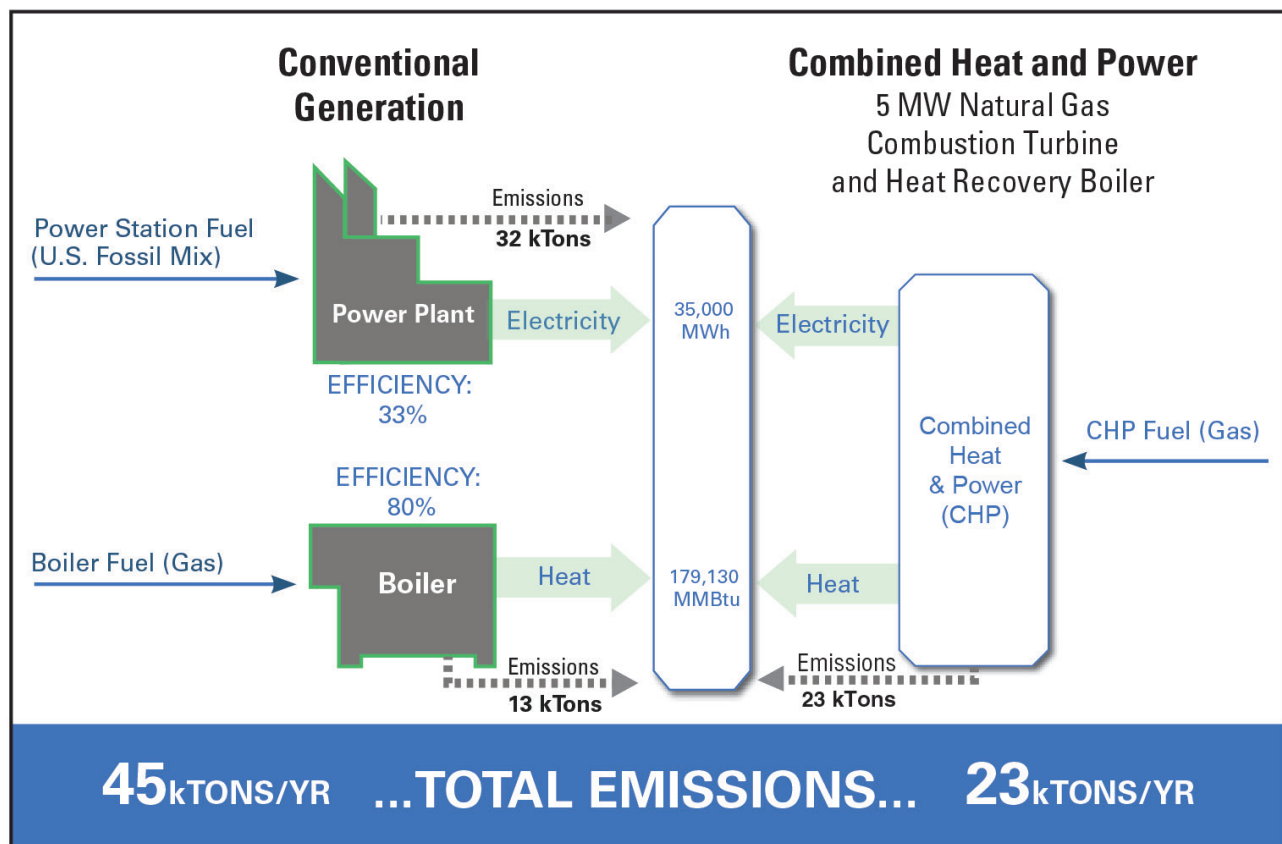 Conventional
Generation
Combined Heat and Power
5 MW Natural Gas
Combustion Turbine
and Heat Recovery Boiler
Power Station Fuel
(U.S. Fossil Mix)
Emissions
32 kTons
Power Plant
Electricity
35,000
MWh
Electricity
EFFICIENCY:
33%
Combined
Heat
& Power
(CHP)
CHP Fuel (Gas)
EFFICIENCY:
80%
Boiler Fuel (Gas)
Boiler
Heat
179,130
MMBtu
Heat
Emissions
13 kTons
Emissions
23 kTons
45kTONS/YR ...TOTAL EMISSIONS... 23kTONS/YR